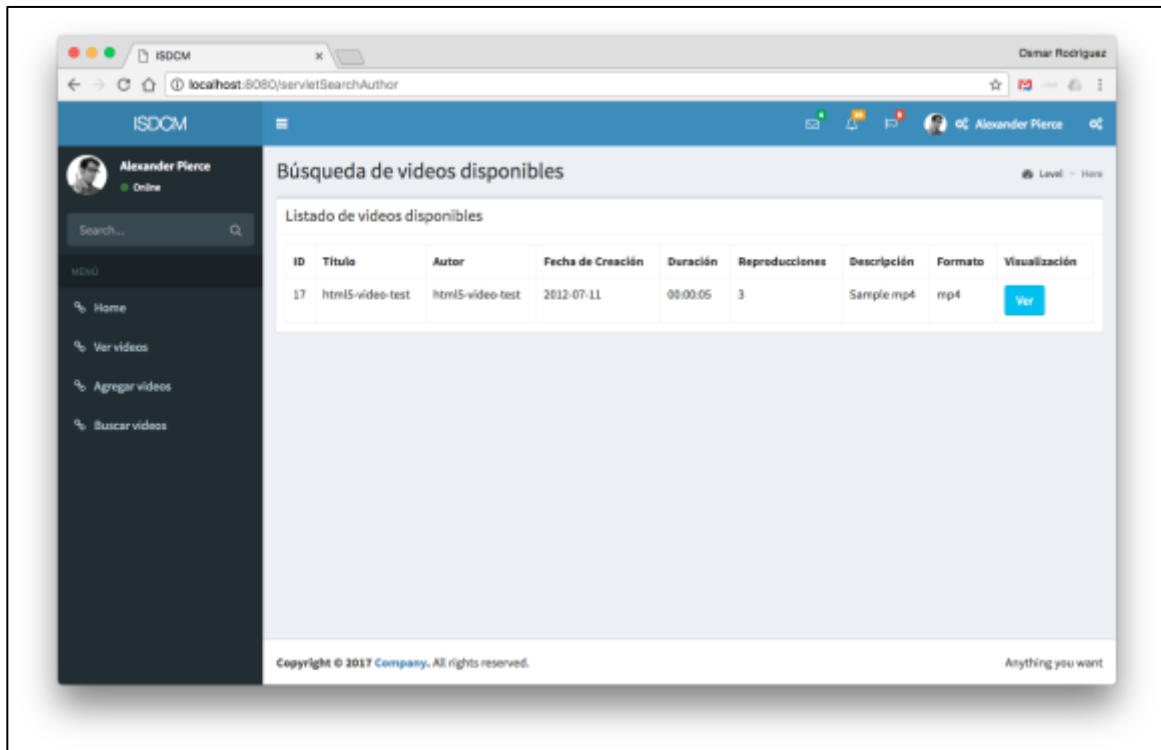 ISDCM
Osmar Rodriguez
localhost:8080/servletSearchAuthor
ISDCM
Alexander Pierce
Alexander Pierce
Online
Búsqueda de videos disponibles
Level > Here
Search...
MENÚ
Home
Ver videos
Agregar videos
Buscar videos
Listado de videos disponibles
ID Título Autor Fecha de Creación Duración Reproducciones Descripción Formato Visualización
17 html5-video-test html5-video-test 2012-07-11 00:00:05 3 Sample mp4 mp4 Ver
Copyright © 2017 Company. All rights reserved.
Anything you want